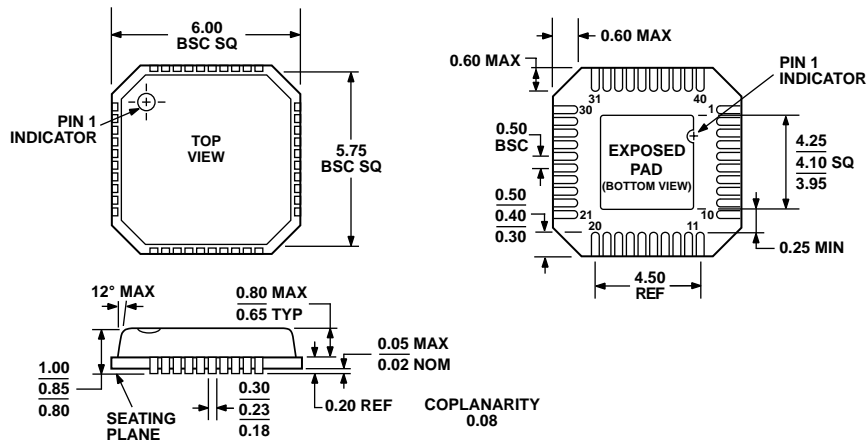 6.00
BSC SQ
PIN 1
INDICATOR
TOP
VIEW
5.75
BSC SQ
0.60 MAX
0.60 MAX
PIN 1
INDICATOR
31
40
30
1
0.50
BSC
EXPOSED
PAD
(BOTTOM VIEW)
4.25
4.10 SQ
3.95
0.50
0.40
0.30
21
10
20
11
0.25 MIN
4.50
REF
12° MAX
0.80 MAX
0.65 TYP
0.05 MAX
0.02 NOM
1.00
0.85
0.80
SEATING
PLANE
0.30
0.23
0.18
0.20 REF
COPLANARITY
0.08